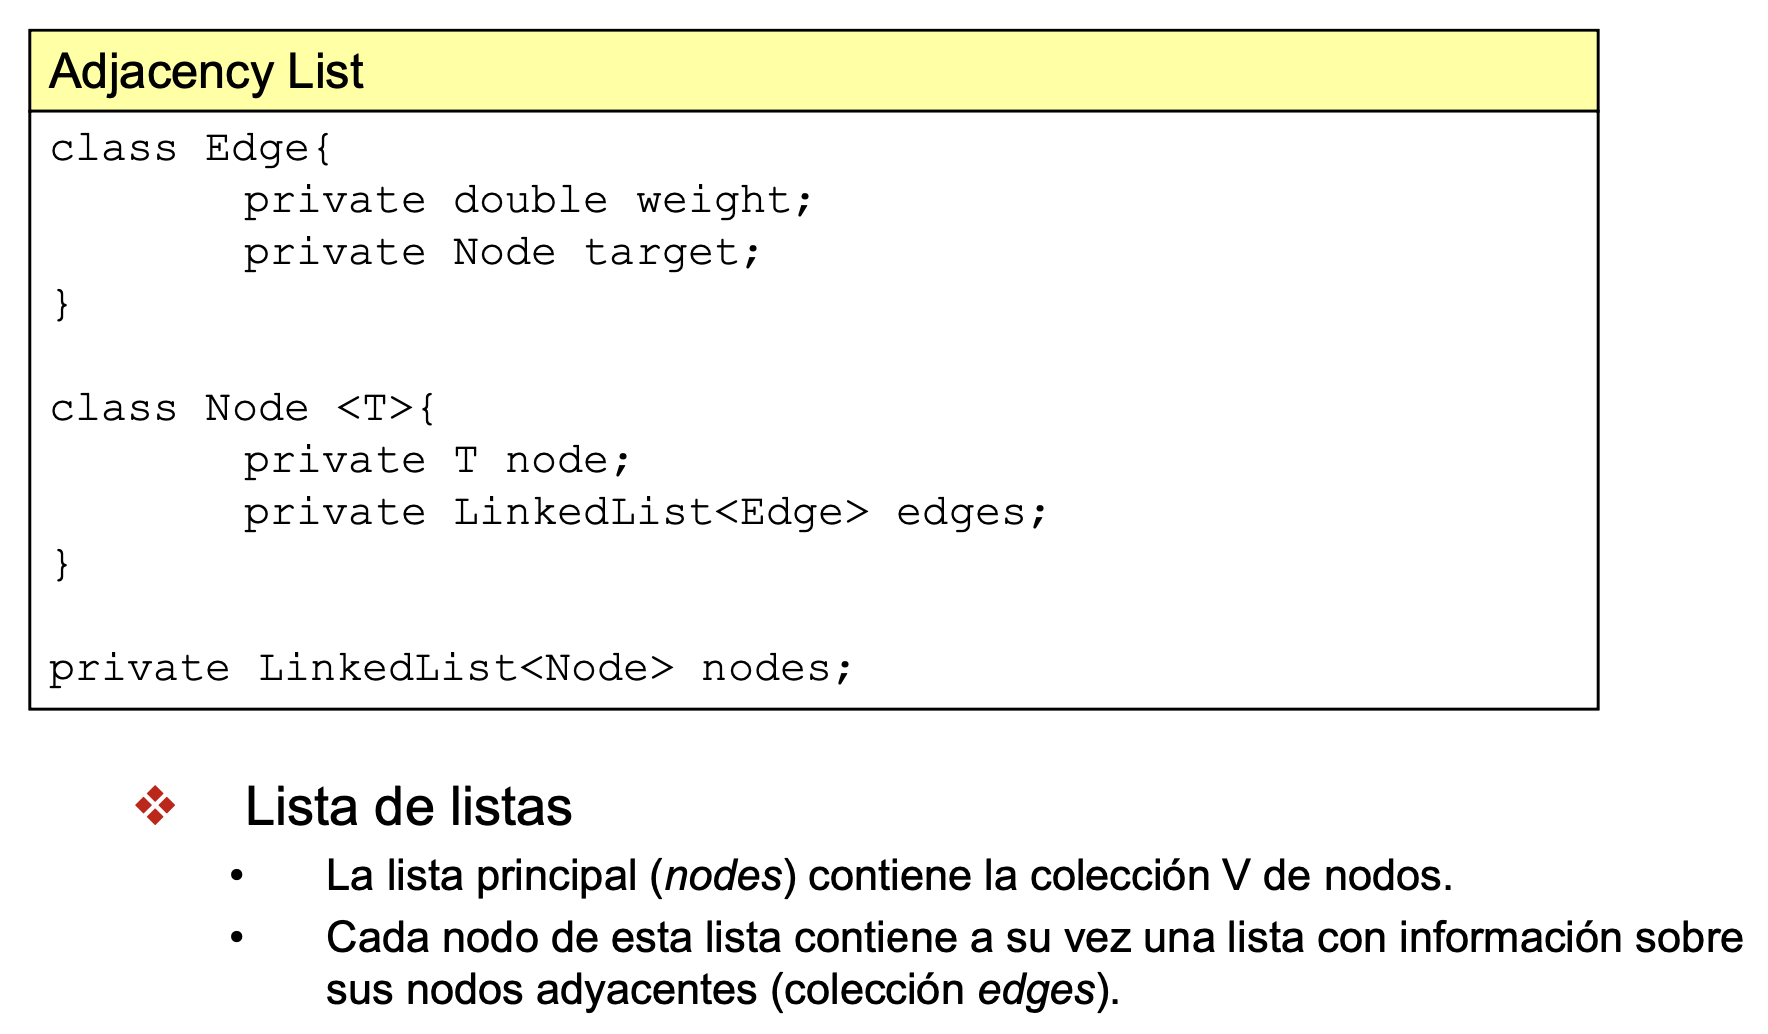 Adjacency List
class Edge{
private double weight;
private Node target;
}
class Node <T>{
private T node;
private LinkedList<Edge> edges;
}
private LinkedList<Node> nodes;
❖ Lista de listas
• La lista principal (nodes) contiene la colección V de nodos.
• Cada nodo de esta lista contiene a su vez una lista con información sobre
sus nodos adyacentes (colección edges).